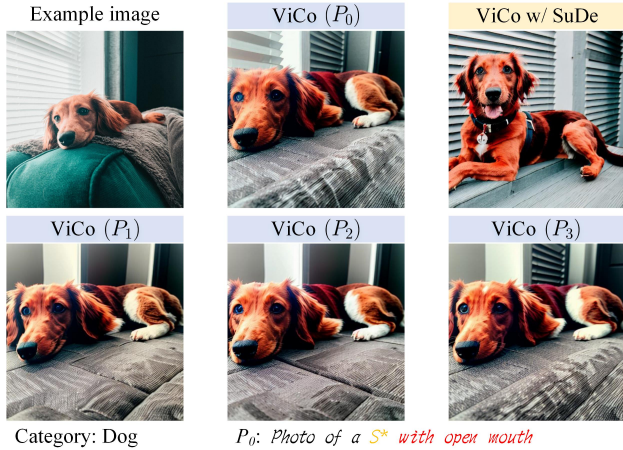 Example image
ViCo (P₀)
ViCo w/ SuDe
ViCo (P₁)
ViCo (P₂)
ViCo (P₃)
Category: Dog
P₀: Photo of a S* with open mouth